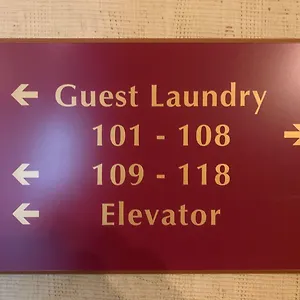 ← Guest Laundry
101 - 108 →
← 109 - 118
← Elevator